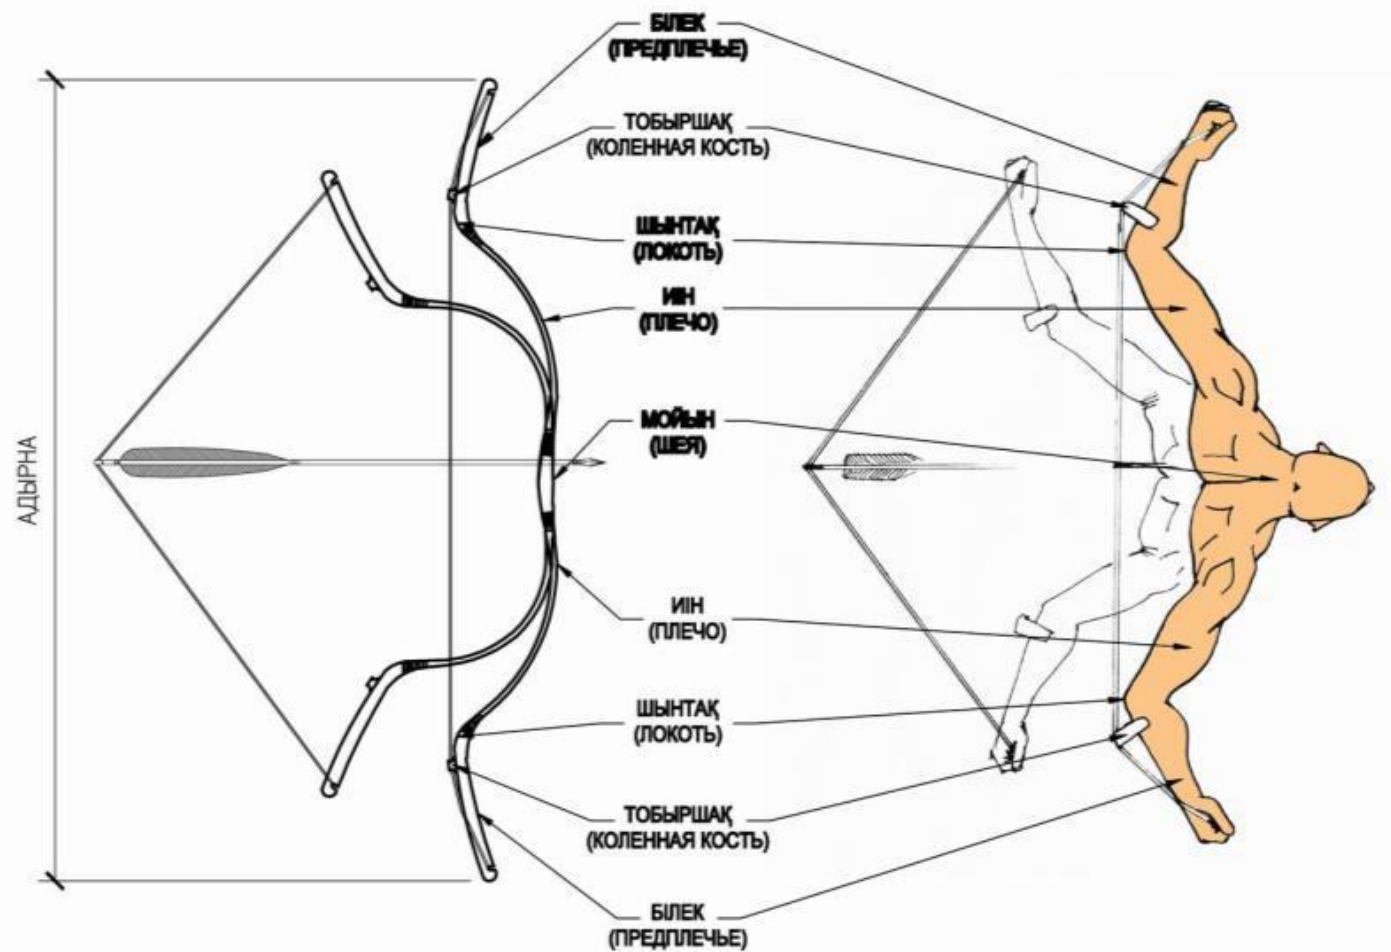 БІЛЕК
(ПРЕДПЛЕЧЬЕ)
ТОБЫРШАҚ
(КОЛЕННАЯ КОСТЬ)
ШЫНТАҚ
(ЛОКОТЬ)
ИІН
(ПЛЕЧО)
МОЙЫН
(ШЕЯ)
АДЫРНА
ИІН
(ПЛЕЧО)
ШЫНТАҚ
(ЛОКОТЬ)
ТОБЫРШАҚ
(КОЛЕННАЯ КОСТЬ)
БІЛЕК
(ПРЕДПЛЕЧЬЕ)